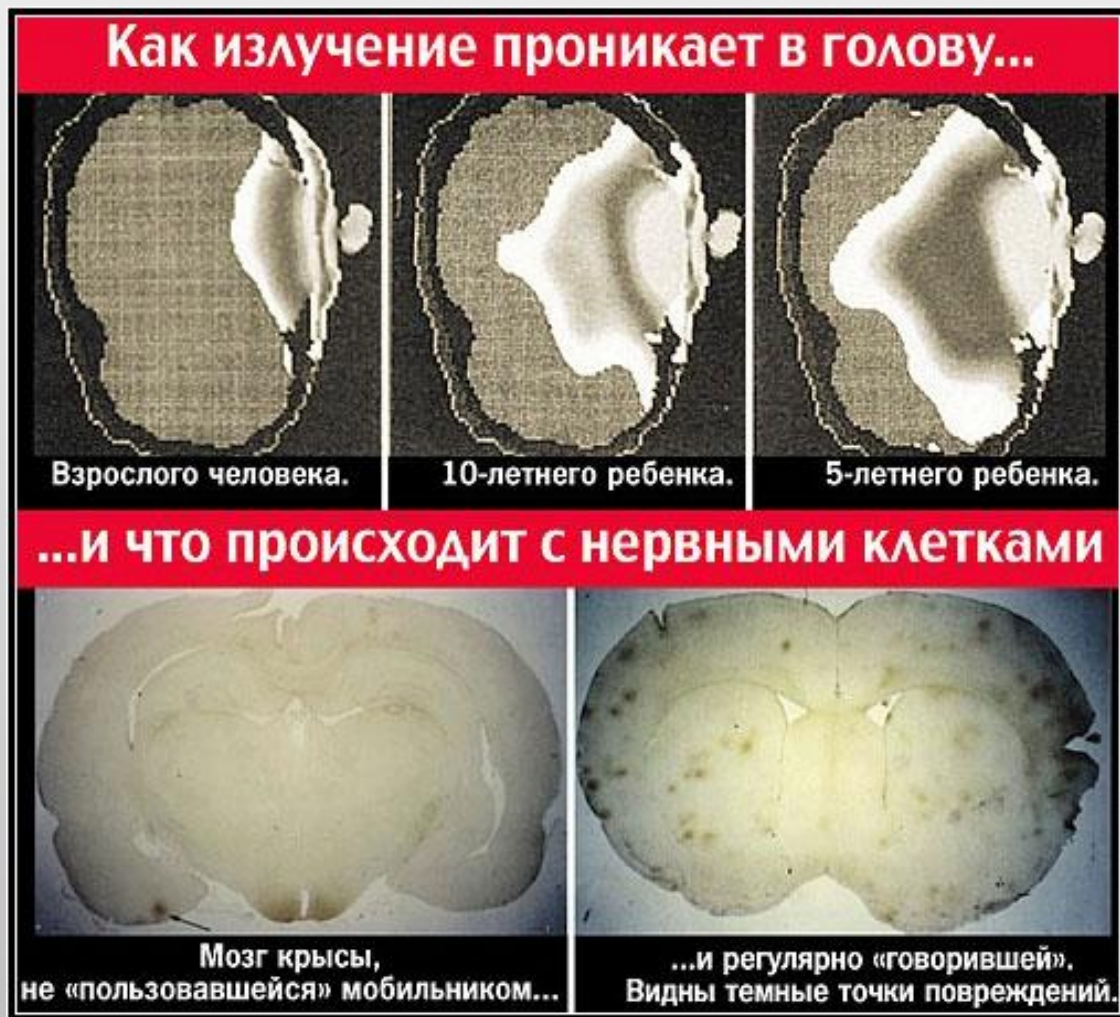 Как излучение проникает в голову...
Взрослого человека.
10-летнего ребенка.
5-летнего ребенка.
...и что происходит с нервными клетками
Мозг крысы,
не «пользовавшейся» мобильником...
...и регулярно «говорившей».
Видны темные точки повреждений.